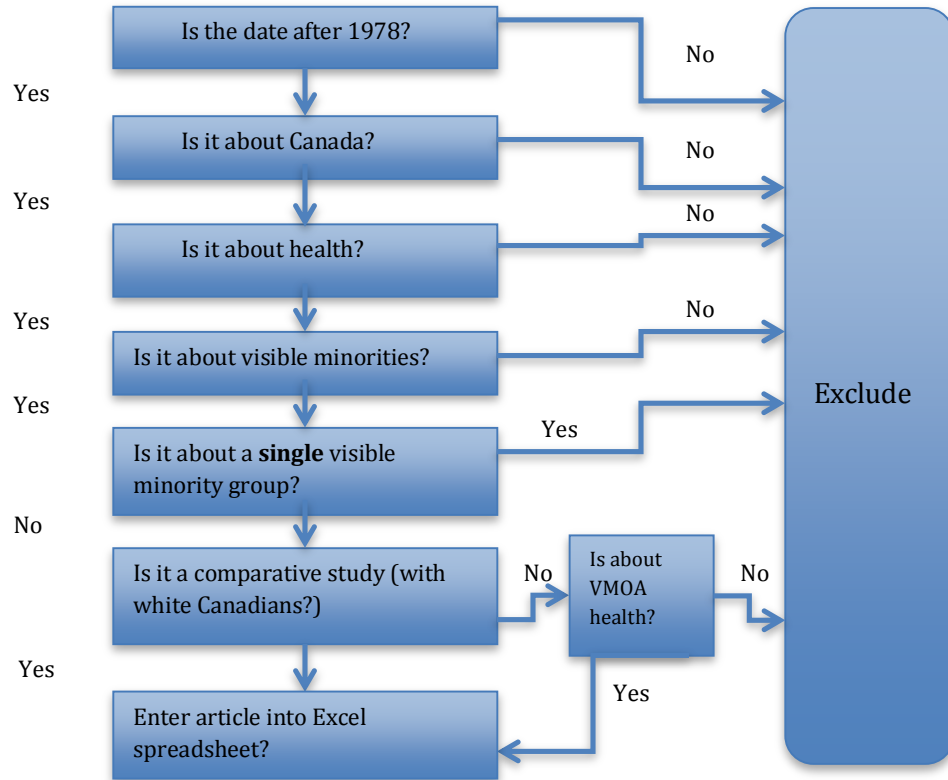 Is the date after 1978?
No
Yes
Is it about Canada?
No
Yes
No
Is it about health?
Yes
No
Is it about visible minorities?
Yes
Exclude
Yes
Is it about a single visible
minority group?
No
Is it a comparative study (with
white Canadians?)
No
Is about
VMOA
health?
No
Yes
Yes
Enter article into Excel
spreadsheet?